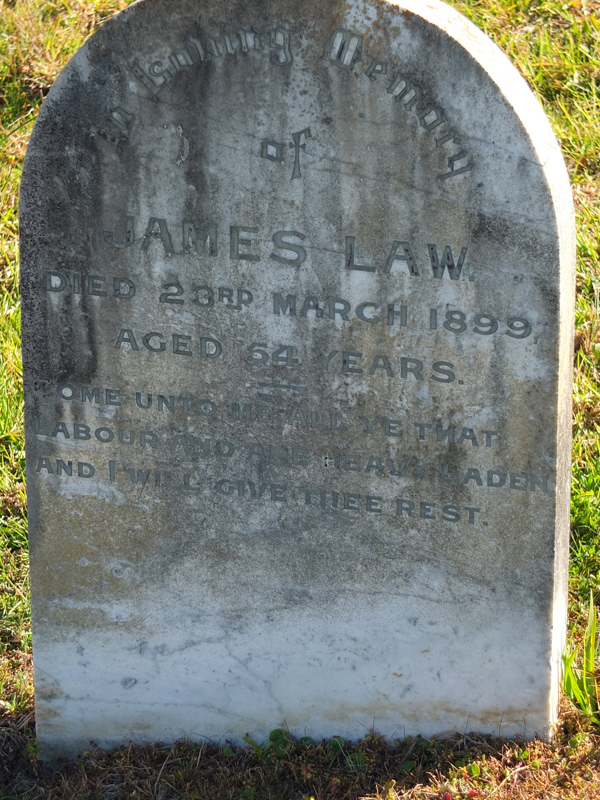 In Loving Memory
of
JAMES LAW.
DIED 23RD MARCH 1899,
AGED 54 YEARS.
COME UNTO ME ALL YE THAT
LABOUR AND ARE HEAVY LADEN
AND I WILL GIVE THEE REST.